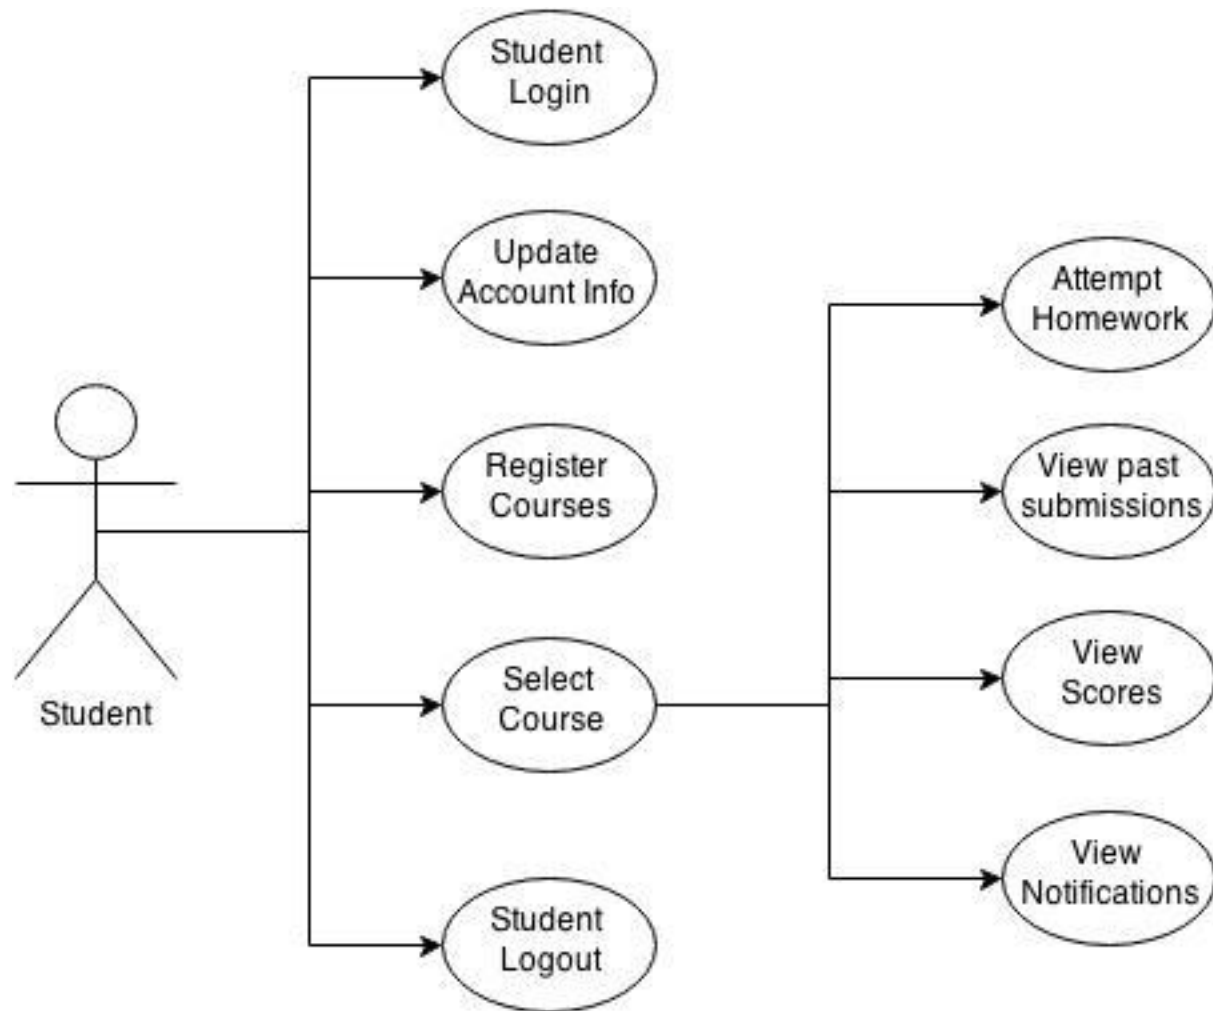 Student
Login
Update
Account Info
Register
Courses
Select
Course
Student
Logout
Student
Attempt
Homework
View past
submissions
View
Scores
View
Notifications